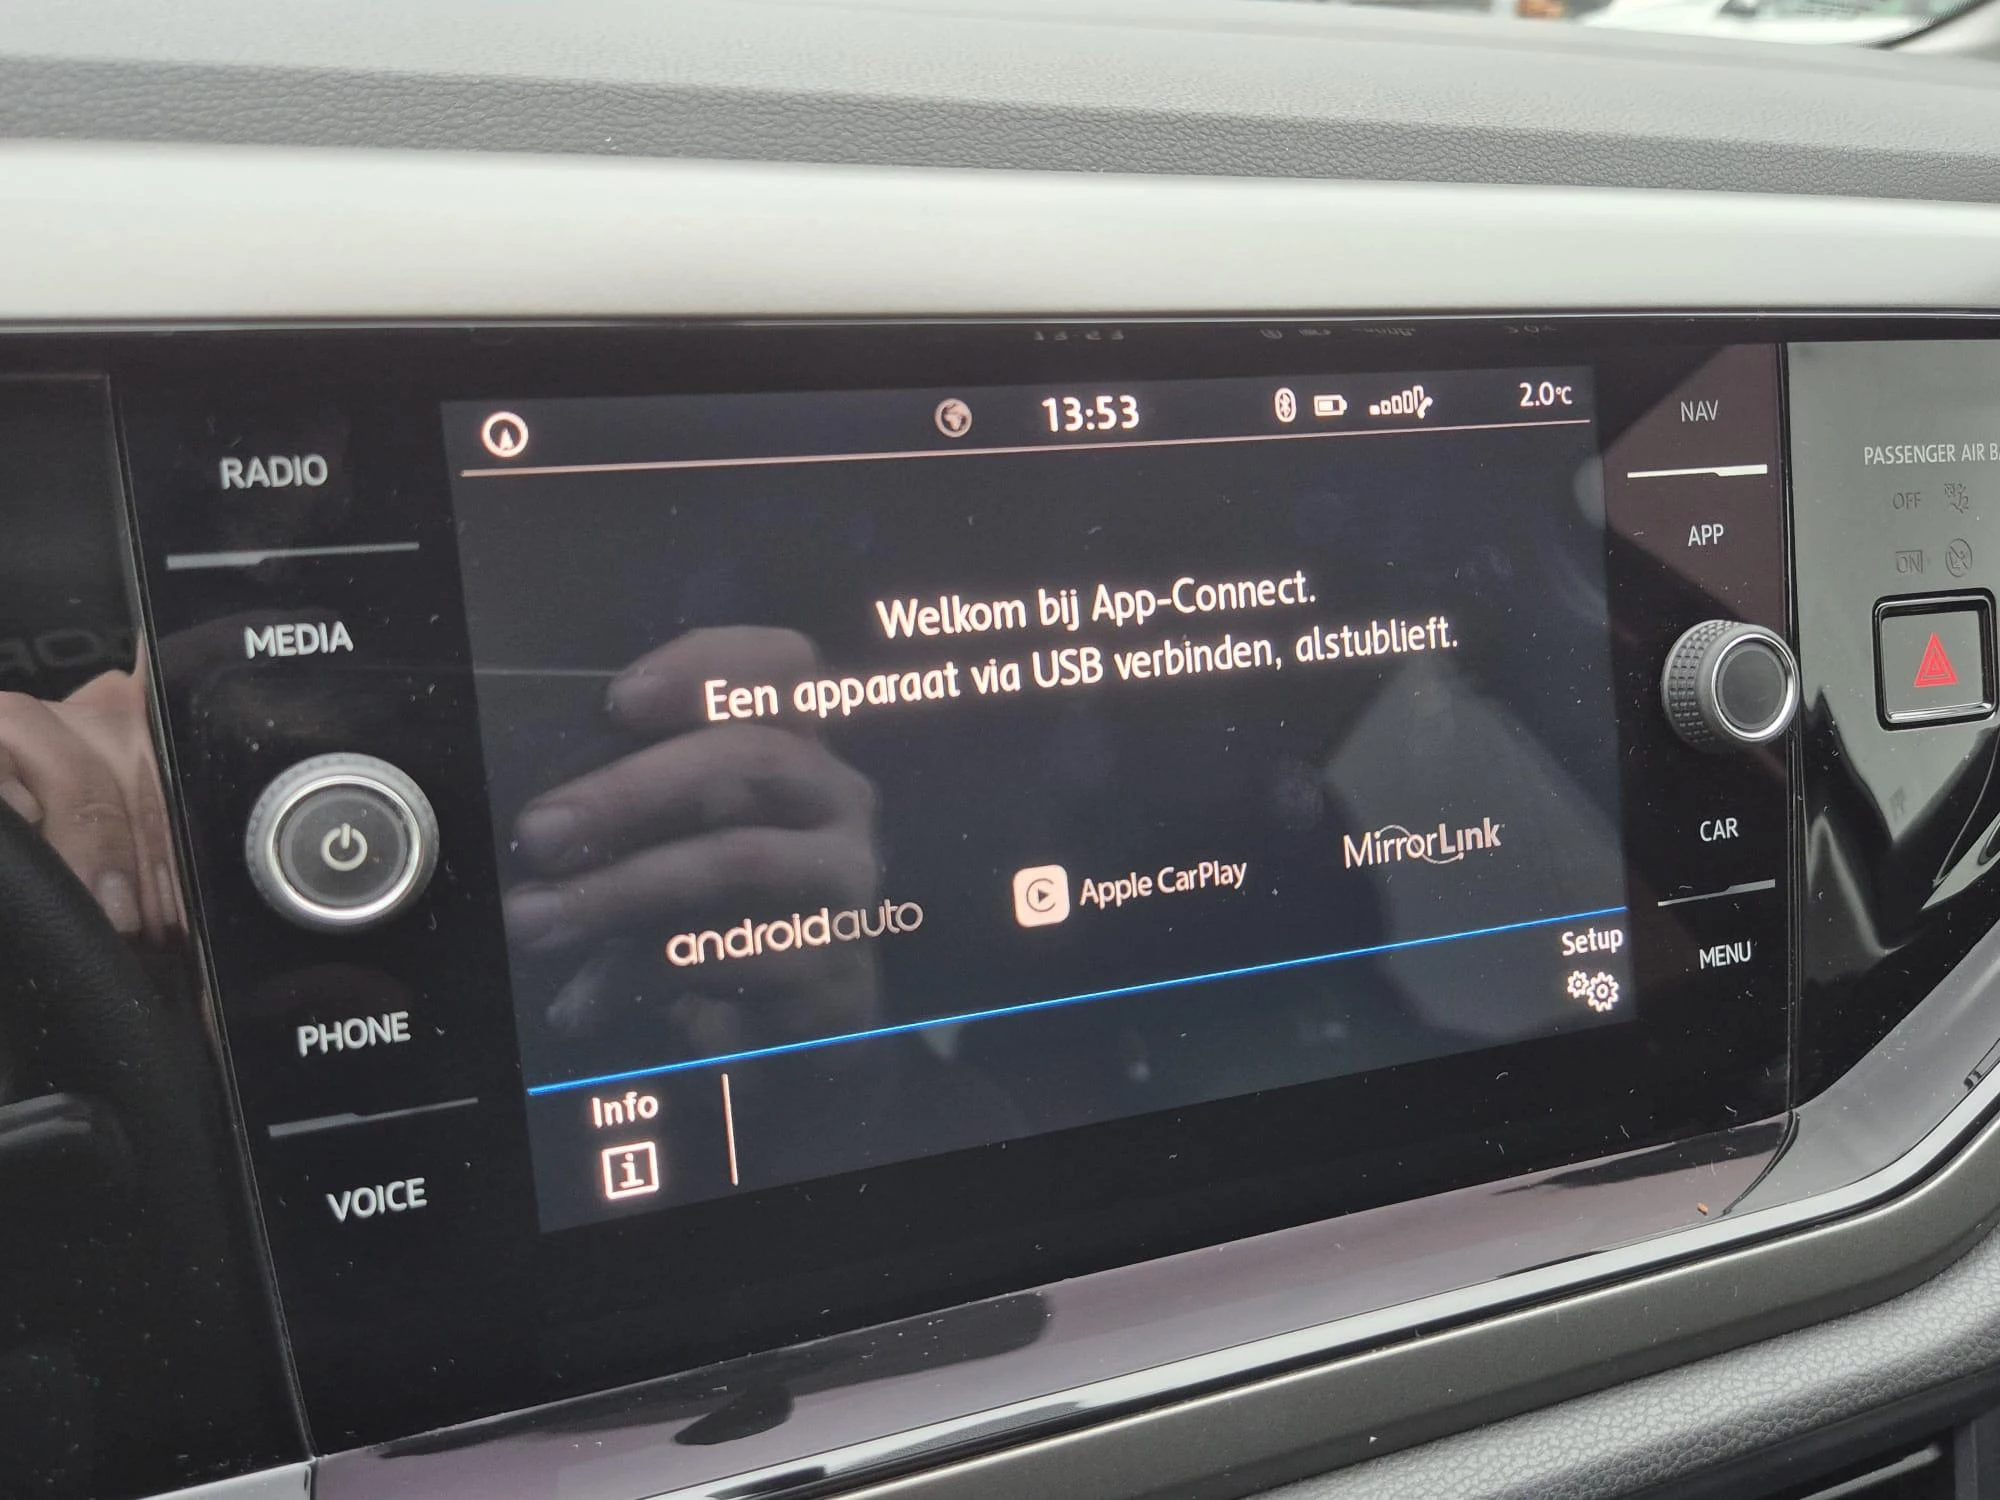 13:53
2.0°C
RADIO
MEDIA
PHONE
VOICE
Welkom bij App-Connect.
Een apparaat via USB verbinden, alstublieft.
androidauto
Apple CarPlay
MirrorLink
Setup
Info
i
NAV
APP
CAR
MENU
PASSENGER AIR
OFF
ON